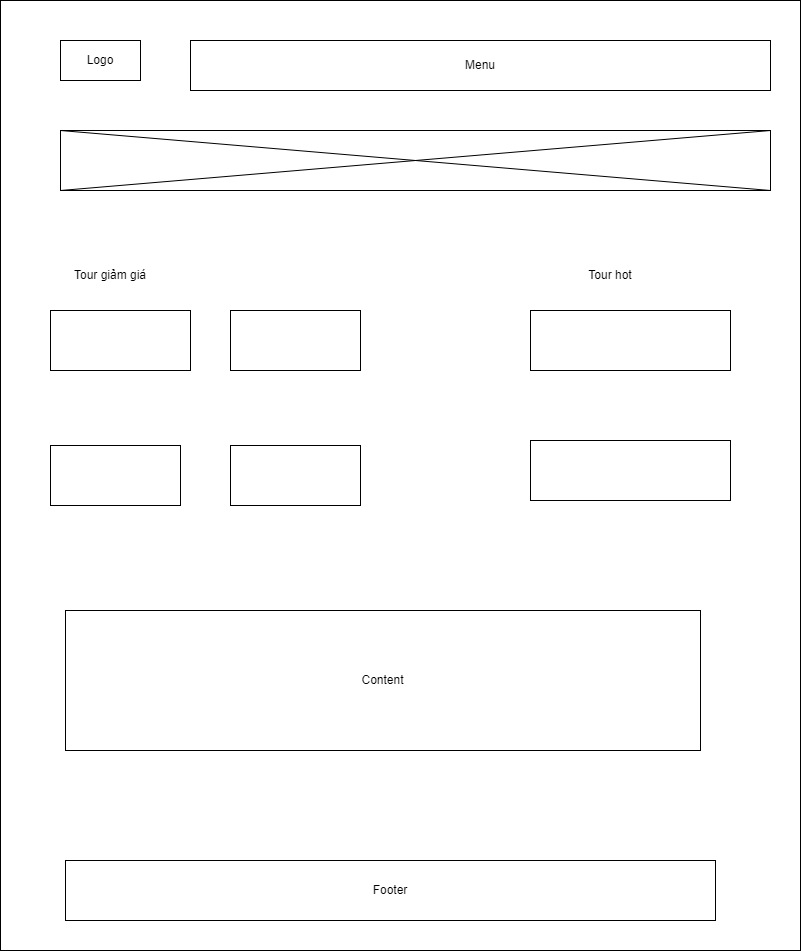 Logo
Menu
Tour giảm giá
Tour hot
Content
Footer